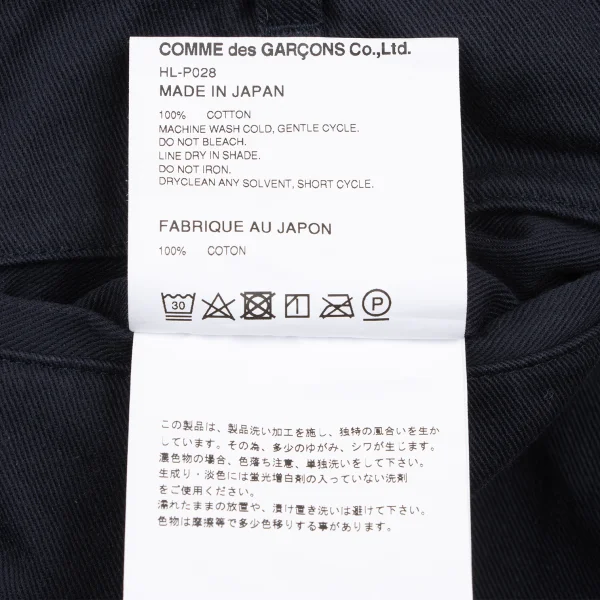 COMME des GARÇONS Co.,Ltd.
HL-P028
MADE IN JAPAN
100% COTTON
MACHINE WASH COLD, GENTLE CYCLE.
DO NOT BLEACH.
LINE DRY IN SHADE.
DO NOT IRON.
DRYCLEAN ANY SOLVENT, SHORT CYCLE.
FABRIQUE AU JAPON
100% COTON
30 P
この製品は、製品洗い加工を施し、独特の風合いを生か
しています。その為、多少のゆがみ、シワが生じます。
濃色物の場合、色落ち注意、単独洗いをして下さい。
生成り・淡色には蛍光増白剤の入っていない洗剤
をご使用ください。
濡れたままの放置や、漬け置き洗いは避けて下さい。
色物は摩擦等で多少色移りする事があります。